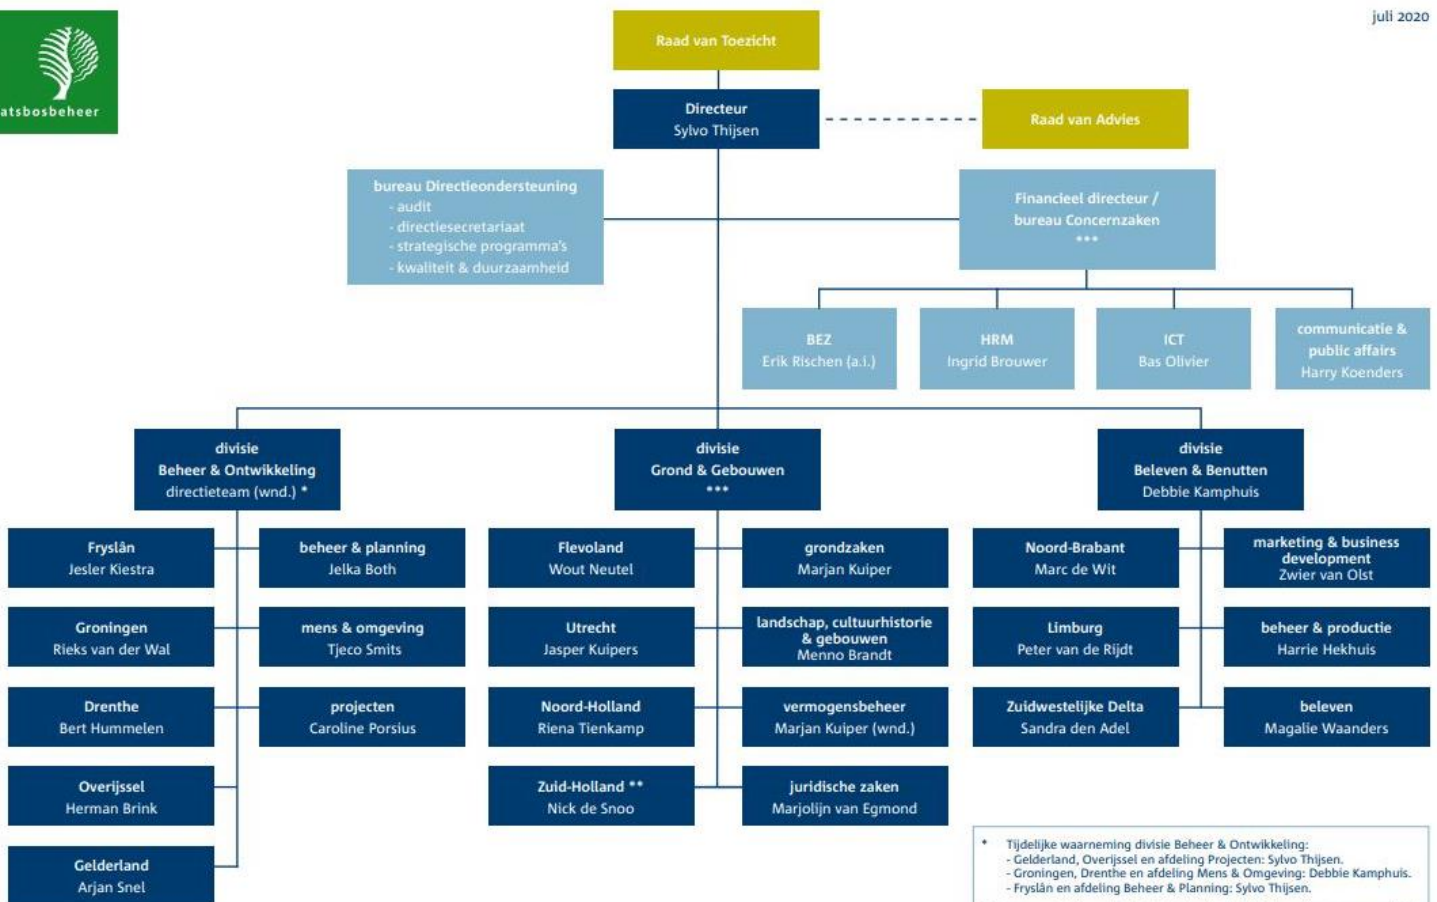 juli 2020
atsbosbeheer
Raad van Toezicht
Directeur
Sylvo Thijsen
Raad van Advies
bureau Directieondersteuning
- audit
- directiesecretariaat
- strategische programma's
- kwaliteit & duurzaamheid
Financieel directeur /
bureau Concernzaken
***
BEZ
Erik Rischen (a.i.)
HRM
Ingrid Brouwer
ICT
Bas Olivier
communicatie &
public affairs
Harry Koenders
divisie
Beheer & Ontwikkeling
directieteam (wnd.) *
divisie
Grond & Gebouwen
***
divisie
Beleven & Benutten
Debbie Kamphuis
Fryslân
Jesler Kiestra
beheer & planning
Jelka Both
Flevoland
Wout Neutel
grondzaken
Marjan Kuiper
Noord-Brabant
Marc de Wit
marketing & business
development
Zwier van Olst
Groningen
Rieks van der Wal
mens & omgeving
Tjeco Smits
Utrecht
Jasper Kuipers
landschap, cultuurhistorie
& gebouwen
Menno Brandt
Limburg
Peter van de Rijdt
beheer & productie
Harrie Hekhuis
Drenthe
Bert Hummelen
projecten
Caroline Porsius
Noord-Holland
Riena Tienkamp
vermogensbeheer
Marjan Kuiper (wnd.)
Zuidwestelijke Delta
Sandra den Adel
beleven
Magalie Waanders
Overijssel
Herman Brink
Zuid-Holland **
Nick de Snoo
juridische zaken
Marjolijn van Egmond
Gelderland
Arjan Snel
* Tijdelijke waarneming divisie Beheer & Ontwikkeling:
- Gelderland, Overijssel en afdeling Projecten: Sylvo Thijsen.
- Groningen, Drenthe en afdeling Mens & Omgeving: Debbie Kamphuis.
- Fryslân en afdeling Beheer & Planning: Sylvo Thijsen.